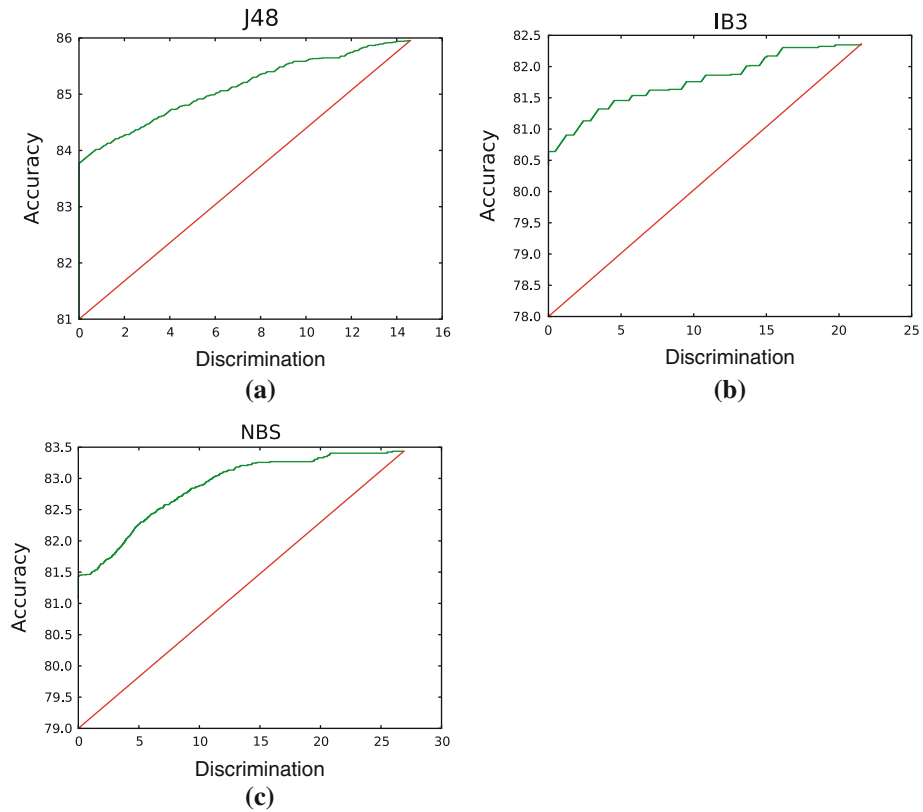 J48
Accuracy
86
85
84
83
82
81
0 2 4 6 8 10 12 14 16
Discrimination
(a)
IB3
Accuracy
82.5
82.0
81.5
81.0
80.5
80.0
79.5
79.0
78.5
78.0
0 5 10 15 20 25
Discrimination
(b)
NBS
Accuracy
83.5
83.0
82.5
82.0
81.5
81.0
80.5
80.0
79.5
79.0
0 5 10 15 20 25 30
Discrimination
(c)